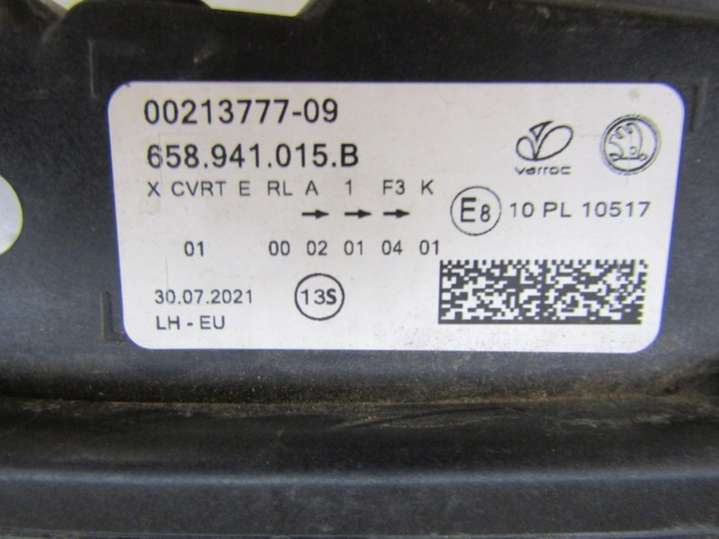 00213777-09
658.941.015.B
varroc
X CVRT E RL A 1 F3 K
→ → →
E8 10 PL 10517
01 00 02 01 04 01
30.07.2021
13S
LH - EU